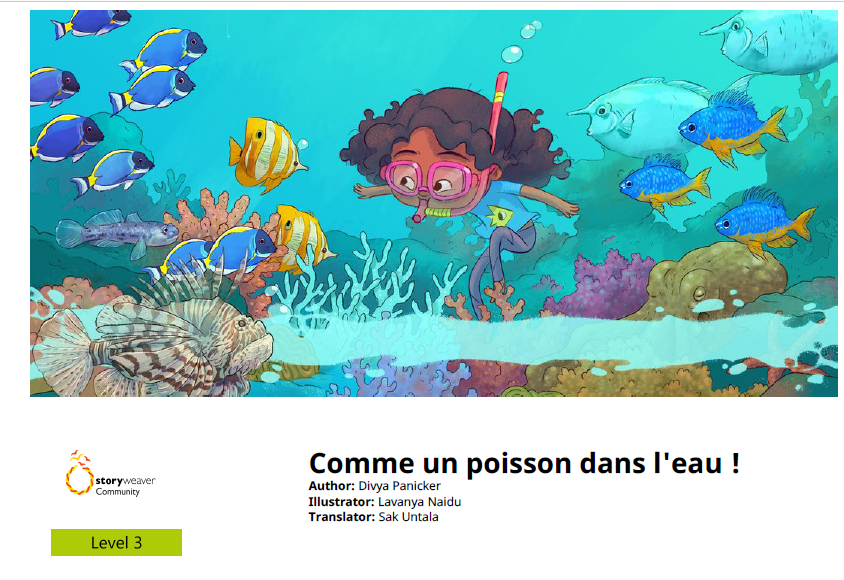 storyweaver
Community
Level 3
Comme un poisson dans l'eau !
Author: Divya Panicker
Illustrator: Lavanya Naidu
Translator: Sak Untala